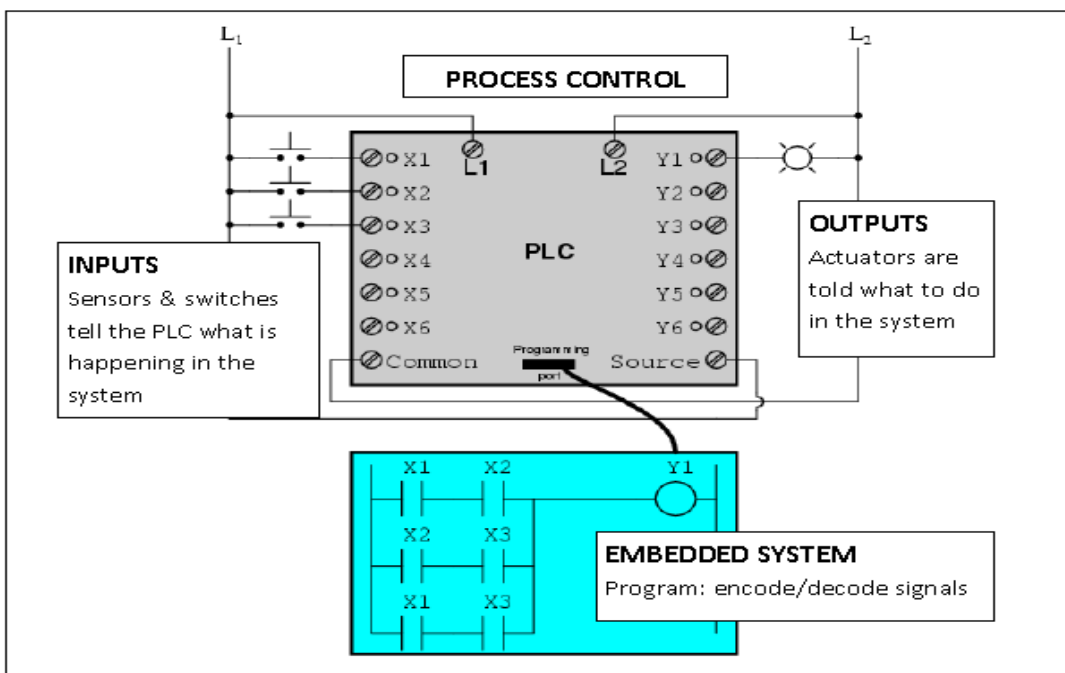 L1 L2
PROCESS CONTROL
L1 L2
X1 Y1
X2 Y2
X3 Y3
X4 Y4
X5 Y5
X6 Y6
Common Source
PLC
Programming
port
INPUTS
Sensors & switches
tell the PLC what is
happening in the
system
OUTPUTS
Actuators are
told what to do
in the system
X1 X2 Y1
X2 X3
X1 X3
EMBEDDED SYSTEM
Program: encode/decode signals